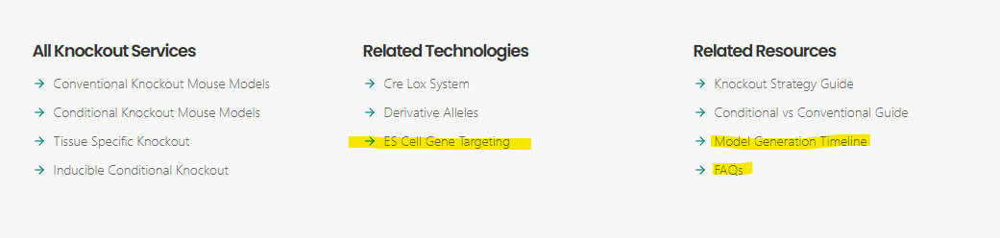 All Knockout Services
Conventional Knockout Mouse Models
Conditional Knockout Mouse Models
Tissue Specific Knockout
Inducible Conditional Knockout
Related Technologies
Cre Lox System
Derivative Alleles
ES Cell Gene Targeting
Related Resources
Knockout Strategy Guide
Conditional vs Conventional Guide
Model Generation Timeline
FAQs